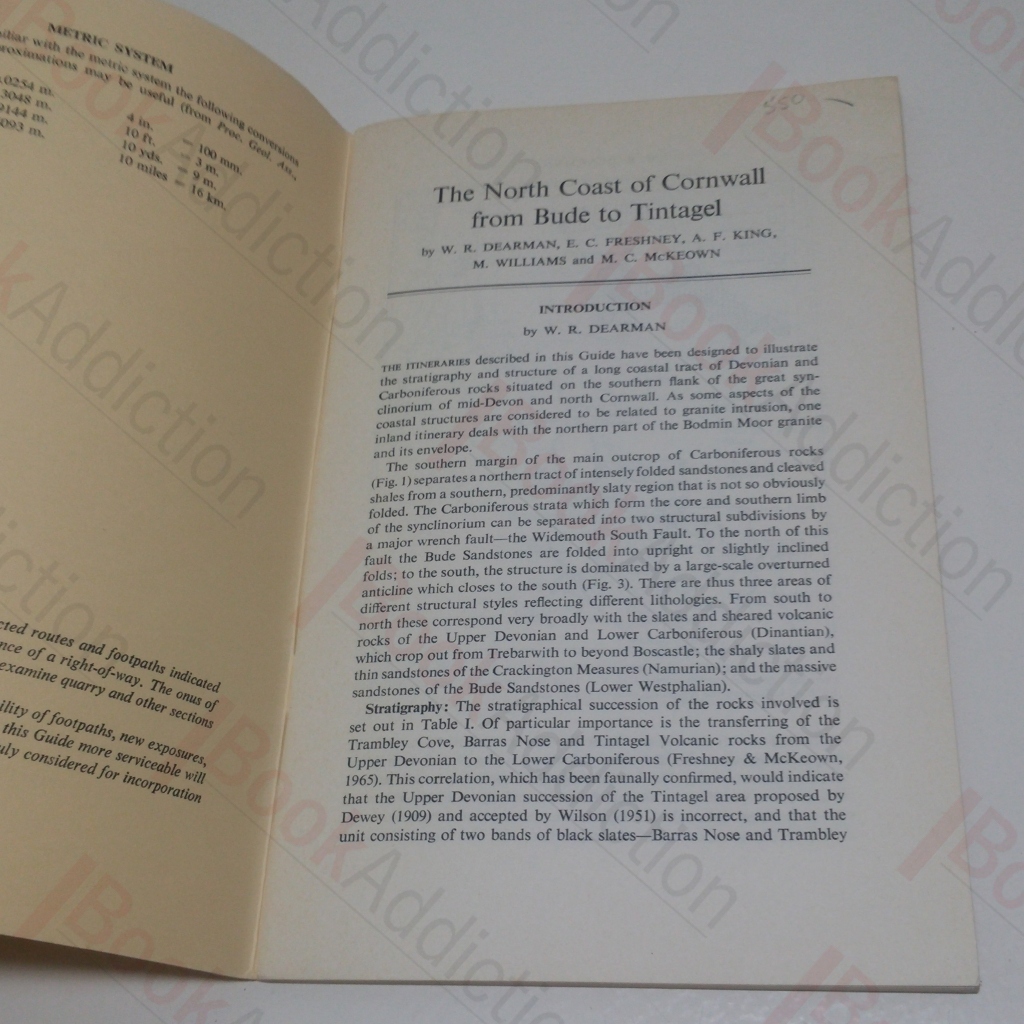 METRIC SYSTEM
iliar with the metric system the following conversions
roximations may be useful (from Proc. Geol. Ass.,
.0254 m.
3048 m.
9144 m.
093 m.
4 in. = 100 mm.
10 ft. = 3 m.
10 yds. = 9 m.
10 miles = 16 km.
cted routes and footpaths indicated
nce of a right-of-way. The onus of
examine quarry and other sections
ility of footpaths, new exposures,
this Guide more serviceable will
uly considered for incorporation
550
The North Coast of Cornwall
from Bude to Tintagel
by W. R. DEARMAN, E. C. FRESHNEY, A. F. KING,
M. WILLIAMS and M. C. McKEOWN
INTRODUCTION
by W. R. DEARMAN
THE ITINERARIES described in this Guide have been designed to illustrate
the stratigraphy and structure of a long coastal tract of Devonian and
Carboniferous rocks situated on the southern flank of the great syn-
clinorium of mid-Devon and north Cornwall. As some aspects of the
coastal structures are considered to be related to granite intrusion, one
inland itinerary deals with the northern part of the Bodmin Moor granite
and its envelope.
The southern margin of the main outcrop of Carboniferous rocks
(Fig. 1) separates a northern tract of intensely folded sandstones and cleaved
shales from a southern, predominantly slaty region that is not so obviously
folded. The Carboniferous strata which form the core and southern limb
of the synclinorium can be separated into two structural subdivisions by
a major wrench fault—the Widemouth South Fault. To the north of this
fault the Bude Sandstones are folded into upright or slightly inclined
folds; to the south, the structure is dominated by a large-scale overturned
anticline which closes to the south (Fig. 3). There are thus three areas of
different structural styles reflecting different lithologies. From south to
north these correspond very broadly with the slates and sheared volcanic
rocks of the Upper Devonian and Lower Carboniferous (Dinantian),
which crop out from Trebarwith to beyond Boscastle; the shaly slates and
thin sandstones of the Crackington Measures (Namurian); and the massive
sandstones of the Bude Sandstones (Lower Westphalian).
Stratigraphy: The stratigraphical succession of the rocks involved is
set out in Table I. Of particular importance is the transferring of the
Trambley Cove, Barras Nose and Tintagel Volcanic rocks from the
Upper Devonian to the Lower Carboniferous (Freshney & McKeown,
1965). This correlation, which has been faunally confirmed, would indicate
that the Upper Devonian succession of the Tintagel area proposed by
Dewey (1909) and accepted by Wilson (1951) is incorrect, and that the
unit consisting of two bands of black slates—Barras Nose and Trambley
BookAddiction